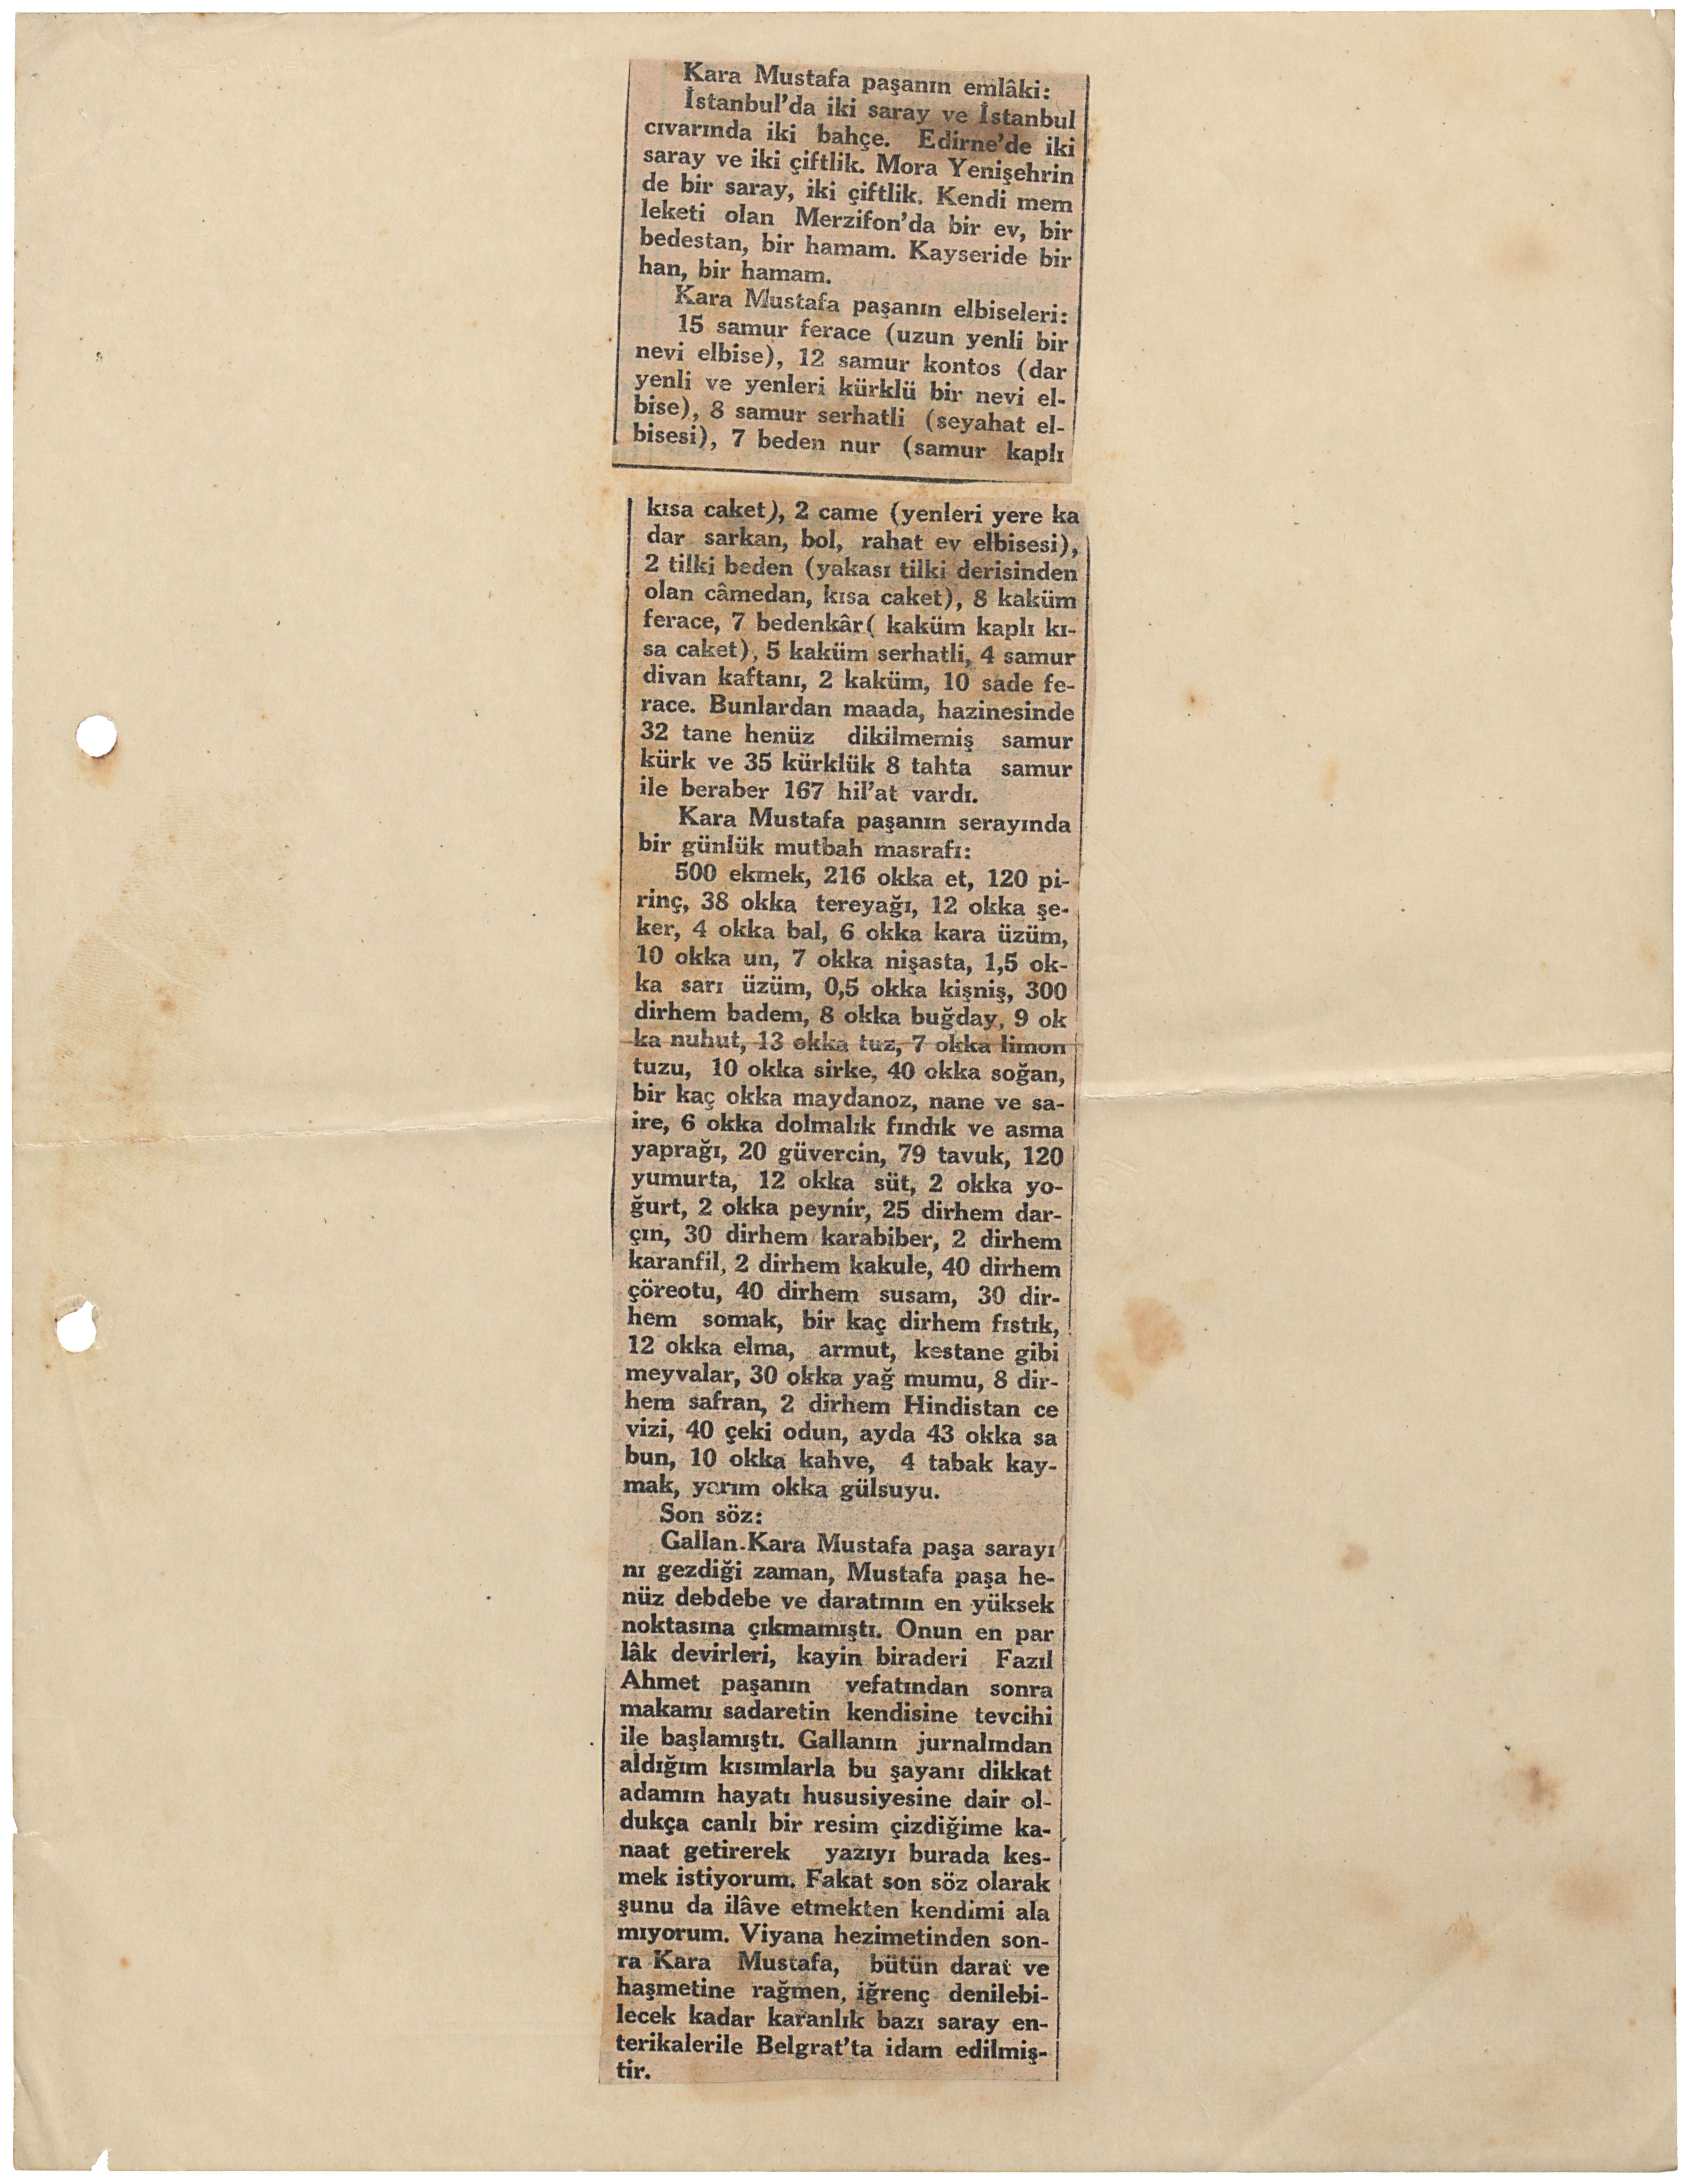 Kara Mustafa paşanın emlâki:
İstanbul'da iki saray ve İstanbul
cıvarında iki bahçe. Edirne'de iki
saray ve iki çiftlik. Mora Yenişehrin
de bir saray, iki çiftlik. Kendi mem
leketi olan Merzifon'da bir ev, bir
bedestan, bir hamam. Kayseride bir
han, bir hamam.
Kara Mustafa paşanın elbiseleri:
15 samur ferace (uzun yenli bir
nevi elbise), 12 samur kontos (dar
yenli ve yenleri kürklü bir nevi el-
bise), 8 samur serhatli (seyahat el-
bisesi), 7 beden nur (samur kaplı
kısa caket), 2 came (yenleri yere ka
dar sarkan, bol, rahat ev elbisesi),
2 tilki beden (yakası tilki derisinden
olan câmedan, kısa caket), 8 kaküm
ferace, 7 bedenkâr( kaküm kaplı kı-
sa caket), 5 kaküm serhatli, 4 samur
divan kaftanı, 2 kaküm, 10 sade fe-
race. Bunlardan maada, hazinesinde
32 tane henüz dikilmemiş samur
kürk ve 35 kürklük 8 tahta samur
ile beraber 167 hil'at vardı.
Kara Mustafa paşanın serayında
bir günlük mutbah masrafı:
500 ekmek, 216 okka et, 120 pi-
rinç, 38 okka tereyağı, 12 okka şe-
ker, 4 okka bal, 6 okka kara üzüm,
10 okka un, 7 okka nişasta, 1,5 ok-
ka sarı üzüm, 0,5 okka kişniş, 300
dirhem badem, 8 okka buğday, 9 ok
ka nuhut, 13 okka tuz, 7 okka limon
tuzu, 10 okka sirke, 40 okka soğan,
bir kaç okka maydanoz, nane ve sa-
ire, 6 okka dolmalık fındık ve asma
yaprağı, 20 güvercin, 79 tavuk, 120
yumurta, 12 okka süt, 2 okka yo-
ğurt, 2 okka peynir, 25 dirhem dar-
çın, 30 dirhem karabiber, 2 dirhem
karanfil, 2 dirhem kakule, 40 dirhem
çöreotu, 40 dirhem susam, 30 dir-
hem somak, bir kaç dirhem fıstık,
12 okka elma, armut, kestane gibi
meyvalar, 30 okka yağ mumu, 8 dir-
hem safran, 2 dirhem Hindistan ce
vizi, 40 çeki odun, ayda 43 okka sa
bun, 10 okka kahve, 4 tabak kay-
mak, yarım okka gülsuyu.
Son söz:
Gallan Kara Mustafa paşa sarayı
nı gezdiği zaman, Mustafa paşa he-
nüz debdebe ve daratının en yüksek
noktasına çıkmamıştı. Onun en par
lâk devirleri, kayin biraderi Fazıl
Ahmet paşanın vefatından sonra
makamı sadaretin kendisine tevcihi
ile başlamıştı. Gallanın jurnalından
aldığım kısımlarla bu şayanı dikkat
adamın hayatı hususiyesine dair ol-
dukça canlı bir resim çizdiğime ka-
naat getirerek yazıyı burada kes-
mek istiyorum. Fakat son söz olarak
şunu da ilâve etmekten kendimi ala
mıyorum. Viyana hezimetinden son-
ra Kara Mustafa, bütün darat ve
haşmetine rağmen, iğrenç denilebi-
lecek kadar karanlık bazı saray en-
terikalerile Belgrat'ta idam edilmiş-
tir.